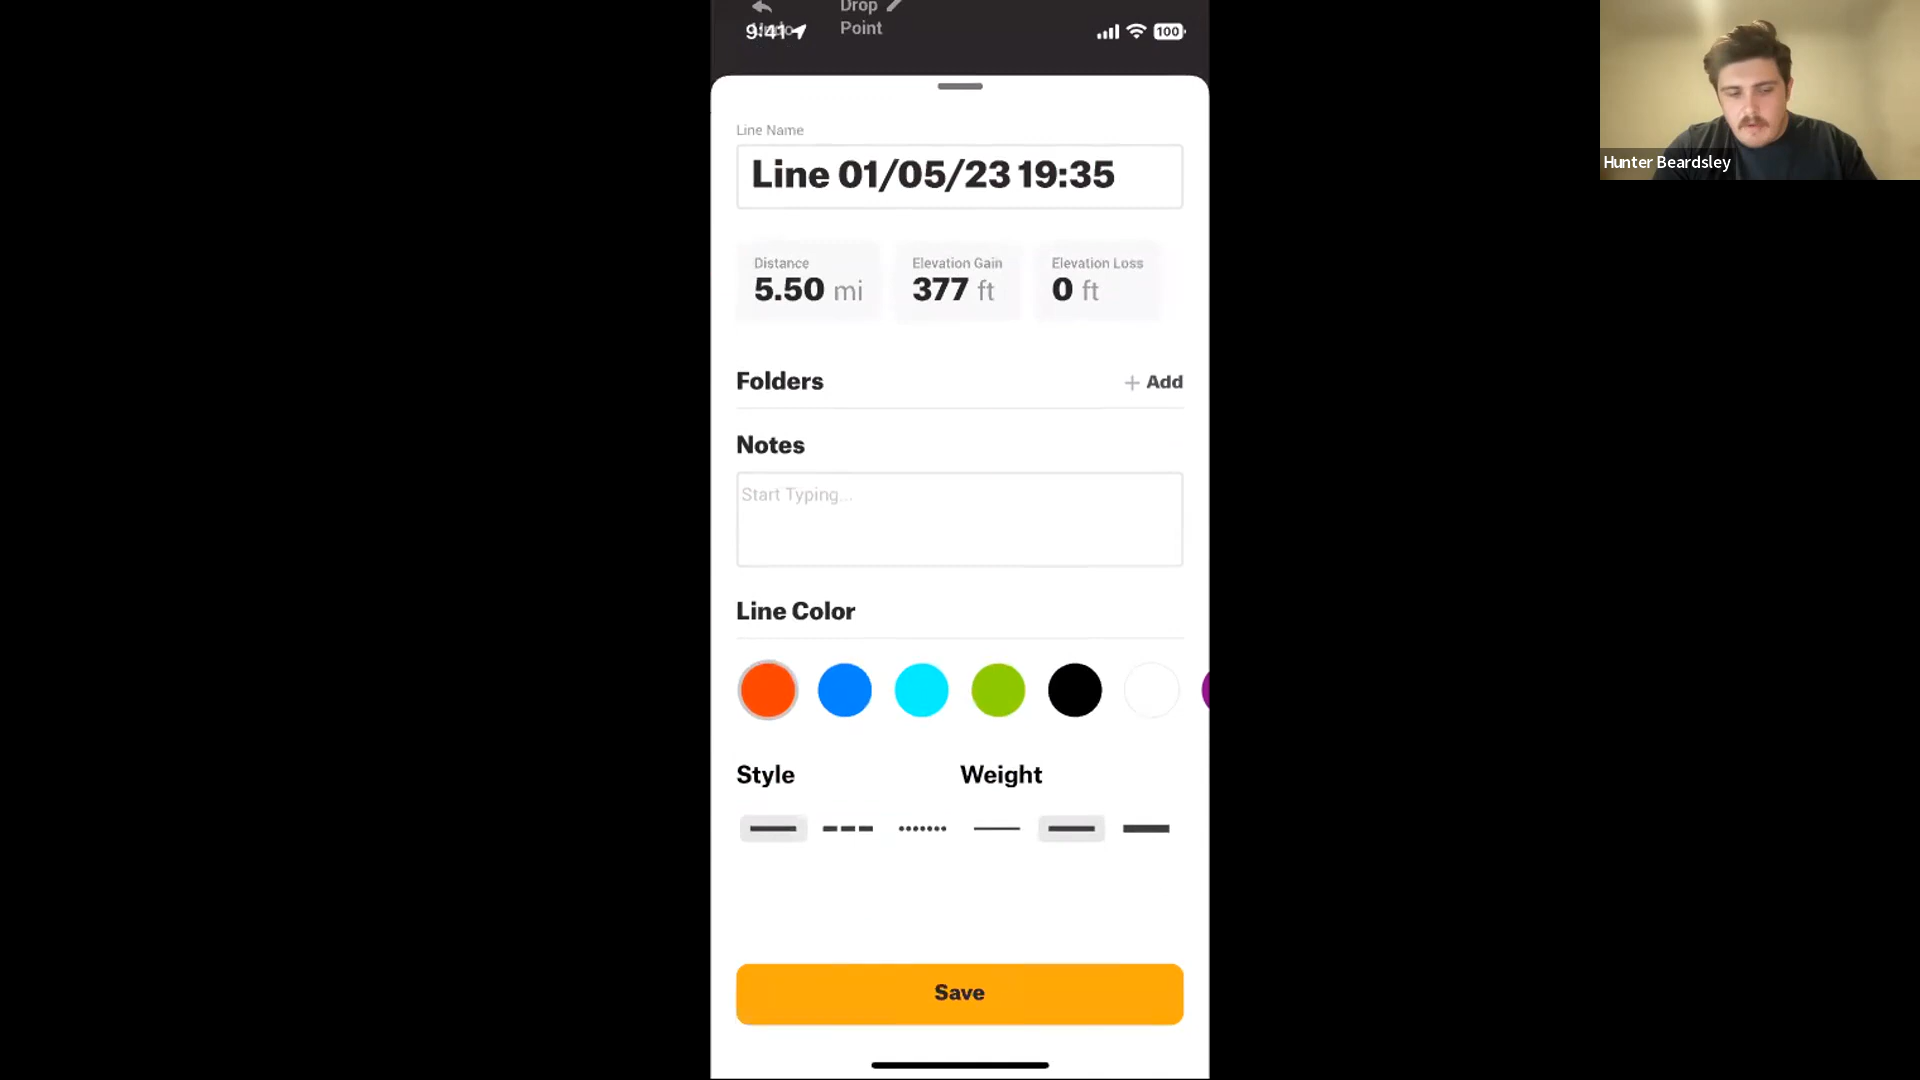 Drop
Undo
Point
9:41
100
Line Name
Line 01/05/23 19:35
Distance
Elevation Gain
Elevation Loss
5.50 mi
377 ft
0 ft
Folders
+ Add
Notes
Start Typing...
Line Color
Style
Weight
Save
Hunter Beardsley